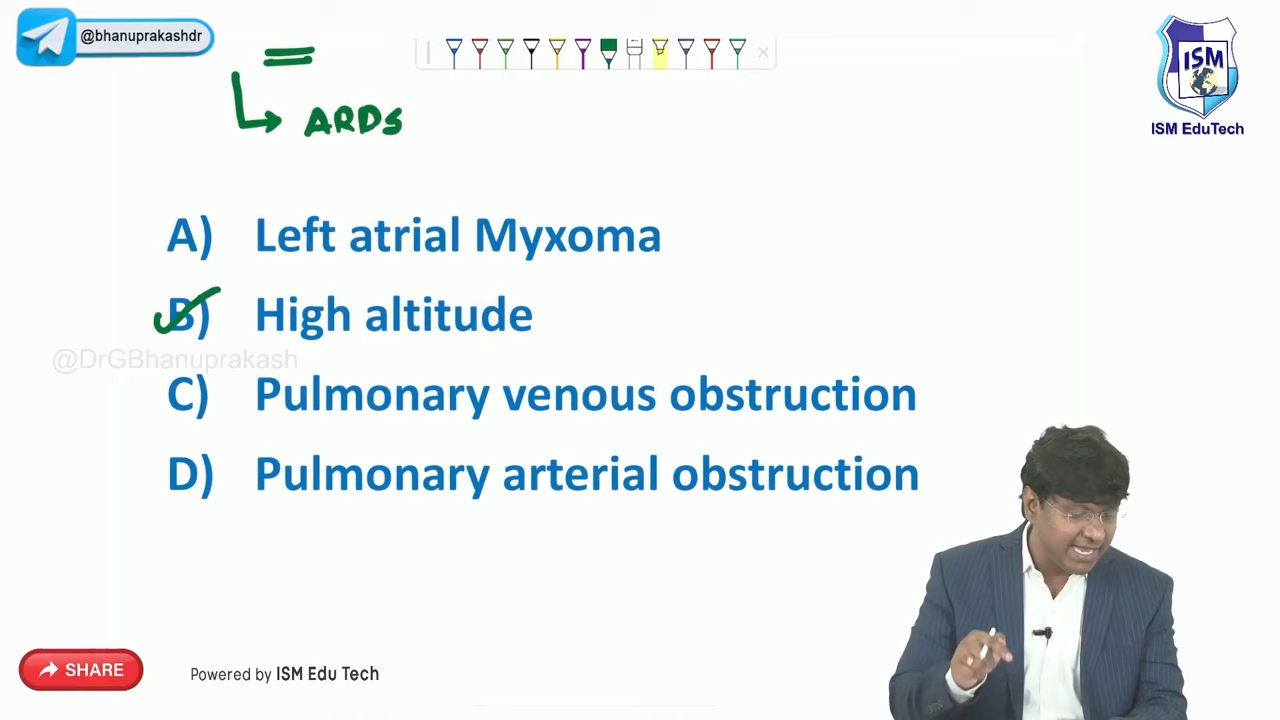 @bhanuprakashdr
ISM
ISM EduTech
ARDS
A) Left atrial Myxoma
B) High altitude
@DrGBhanuprakash
C) Pulmonary venous obstruction
D) Pulmonary arterial obstruction
SHARE
Powered by ISM Edu Tech